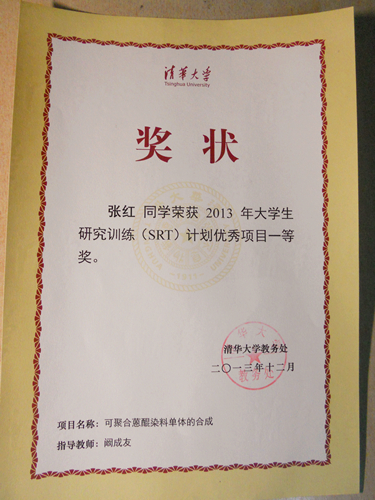 清华大学
Tsinghua University
奖 状
张红 同学荣获 2013 年大学生
研究训练（SRT）计划优秀项目一等
奖。
清华大学教务处
二〇一三年十二月
项目名称：可聚合蒽醌染料单体的合成
指导教师：阚成友